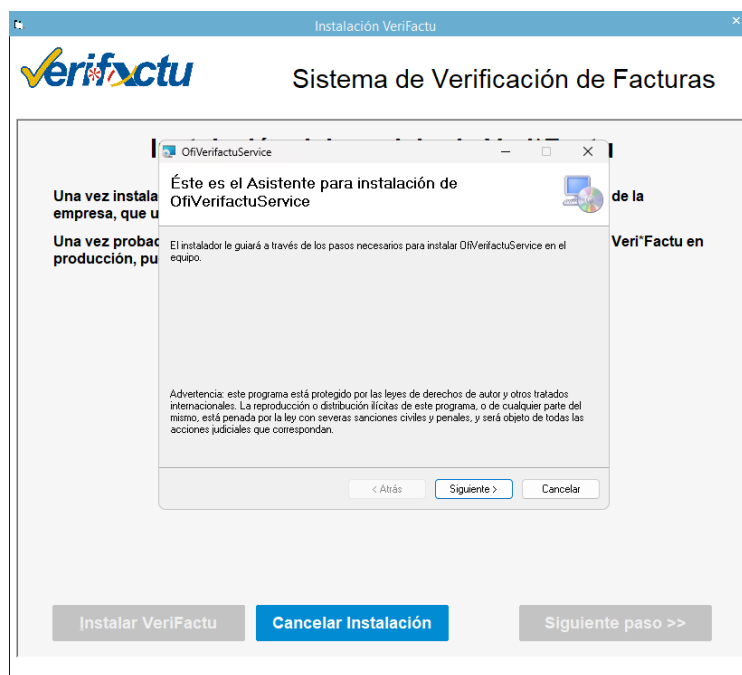 Instalación VeriFactu
Verifactu
Sistema de Verificación de Facturas
OfiVerifactuService
Éste es el Asistente para instalación de
OfiVerifactuService
Una vez instala
de la
empresa, que u
Una vez probad
Veri*Factu en
producción, pu
El instalador le guiará a través de los pasos necesarios para instalar OfiVerifactuService en el
equipo.
Advertencia: este programa está protegido por las leyes de derechos de autor y otros tratados
internacionales. La reproducción o distribución ilícitas de este programa, o de cualquier parte del
mismo, está penada por la ley con severas sanciones civiles y penales, y será objeto de todas las
acciones judiciales que correspondan.
< Atrás
Siguiente >
Cancelar
Instalar VeriFactu
Cancelar Instalación
Siguiente paso >>